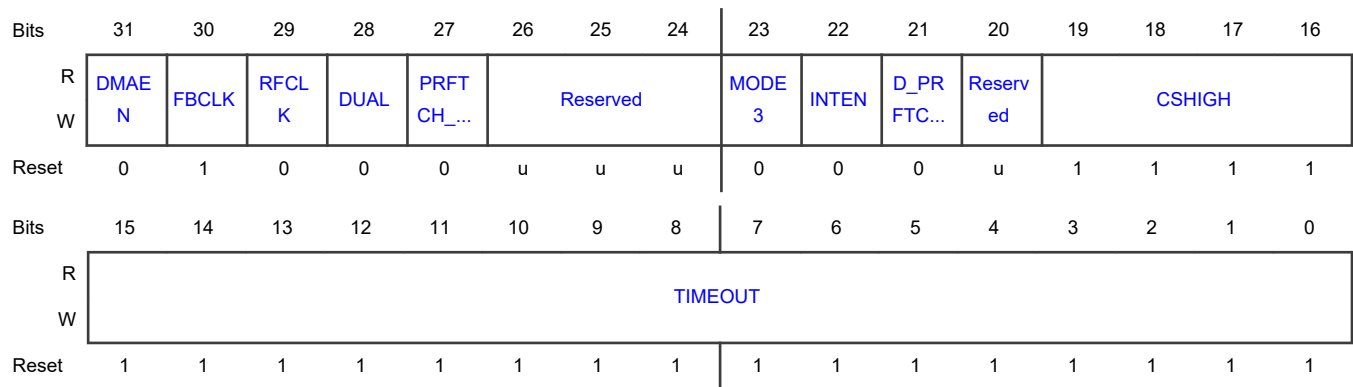 Bits 31 30 29 28 27 26 25 24 23 22 21 20 19 18 17 16
R
W
DMAE
N
FBCLK
RFCL
K
DUAL
PRFT
CH_...
Reserved
MODE
3
INTEN
D_PR
FTC...
Reserv
ed
CSHIGH
Reset 0 1 0 0 0 u u u 0 0 0 u 1 1 1 1
Bits 15 14 13 12 11 10 9 8 7 6 5 4 3 2 1 0
R
W
TIMEOUT
Reset 1 1 1 1 1 1 1 1 1 1 1 1 1 1 1 1